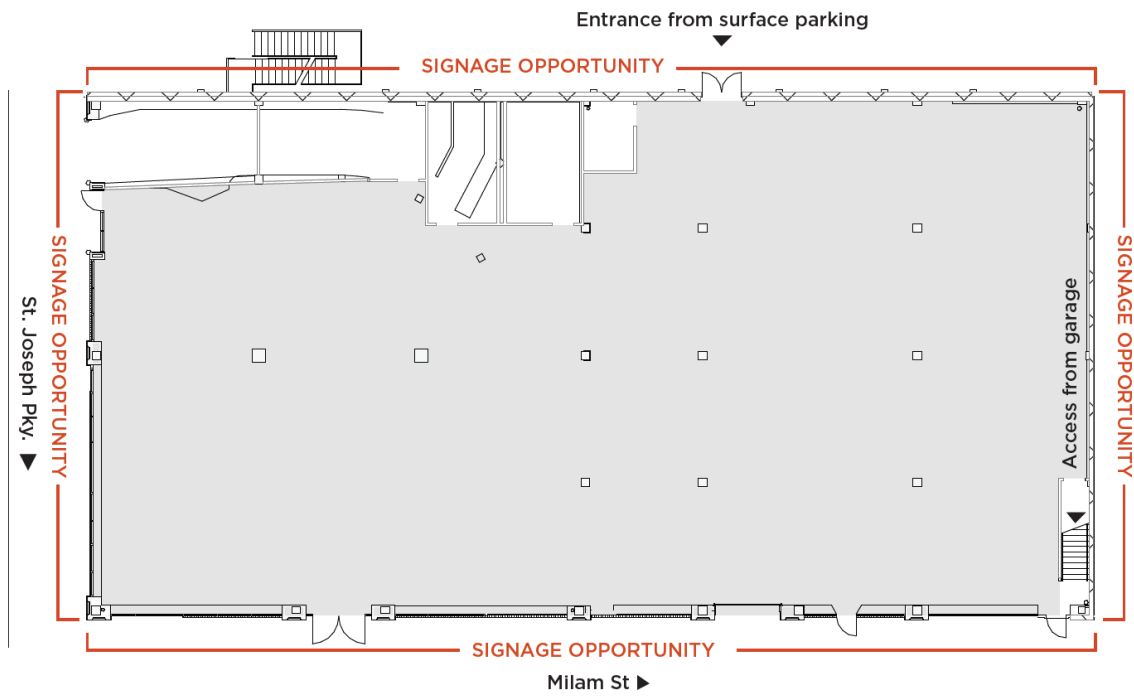 Entrance from surface parking
SIGNAGE OPPORTUNITY
SIGNAGE OPPORTUNITY
St. Joseph Pky.
SIGNAGE OPPORTUNITY
Access from garage
SIGNAGE OPPORTUNITY
Milam St